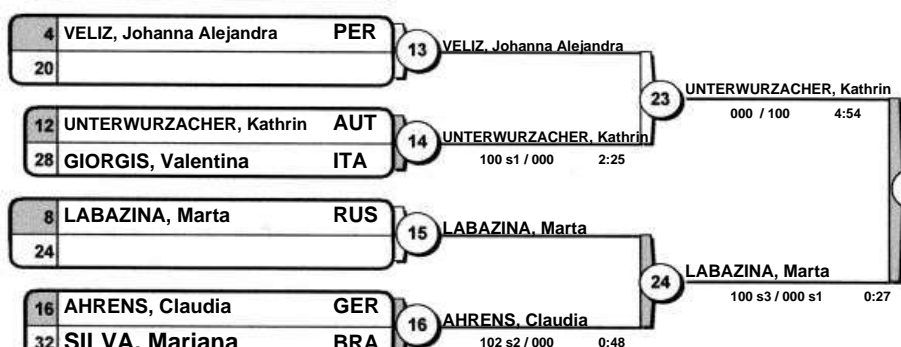 4 VELIZ, Johanna Alejandra PER
20
13 VELIZ, Johanna Alejandra
12 UNTERWURZACHER, Kathrin AUT
28 GIORGIS, Valentina ITA
14 UNTERWURZACHER, Kathrin
100 s1 / 000 2:25
23 UNTERWURZACHER, Kathrin
000 / 100 4:54
8 LABAZINA, Marta RUS
24
15 LABAZINA, Marta
16 AHRENS, Claudia GER
32 SILVA, Mariana BRA
16 AHRENS, Claudia
102 s2 / 000 0:48
24 LABAZINA, Marta
100 s3 / 000 s1 0:27